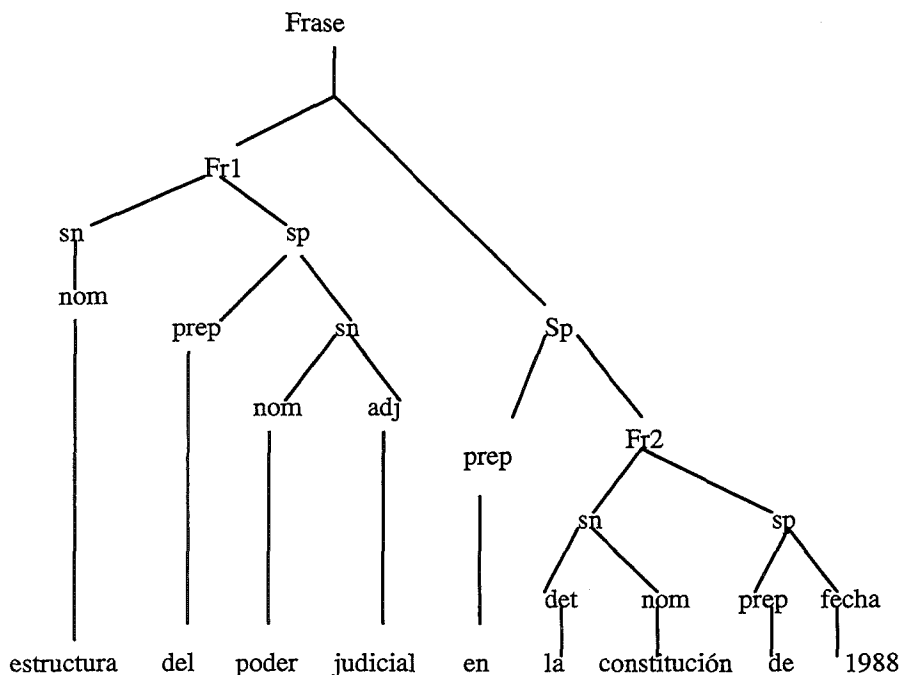 Frase
Fr1
sn sp
nom
prep sn Sp
nom adj
prep Fr2
sn sp
det nom prep fecha
estructura del poder judicial en la constitución de 1988